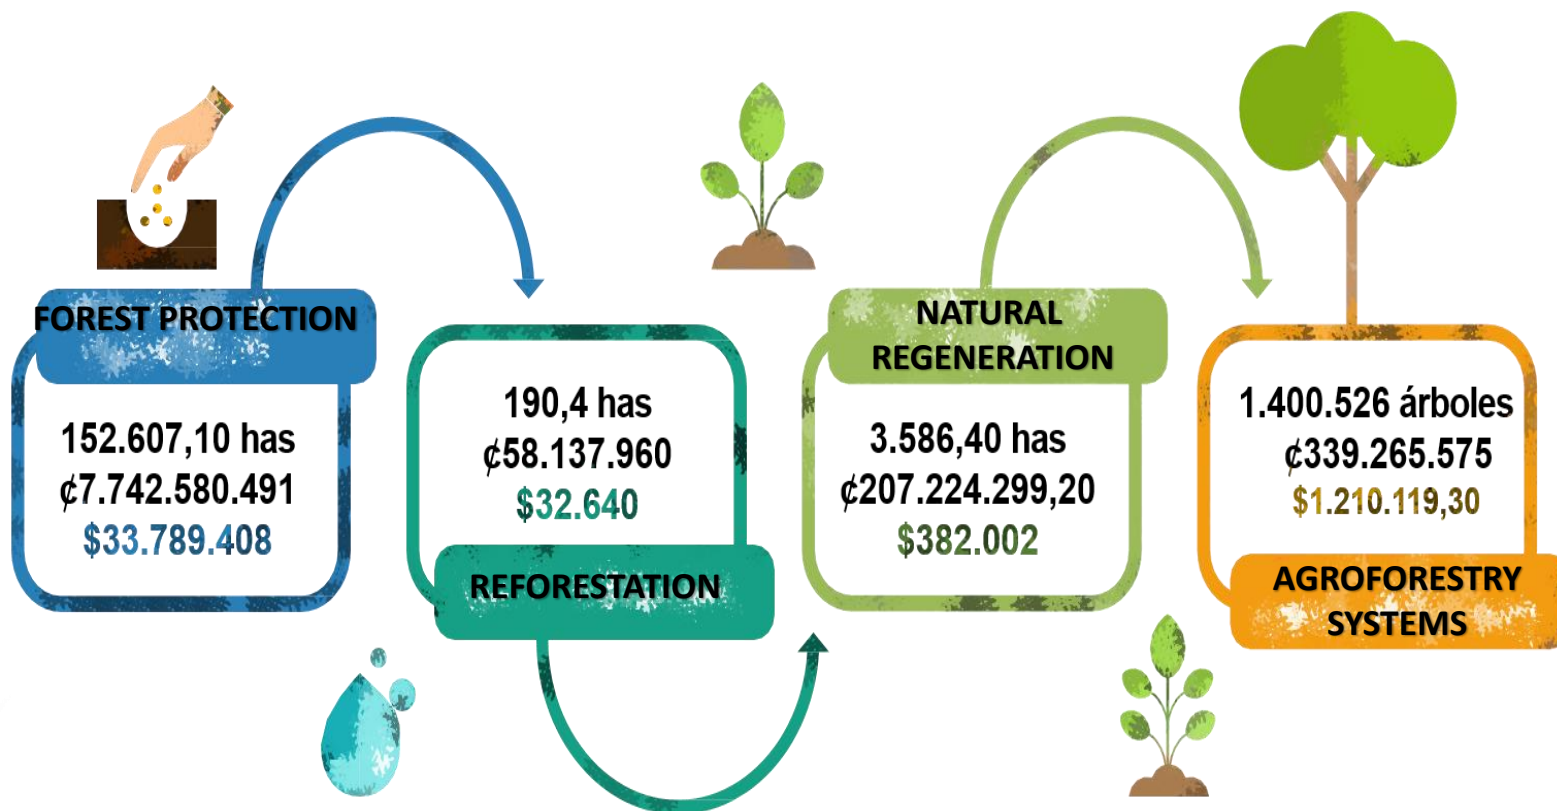 FOREST PROTECTION
152.607,10 has
₡7.742.580.491
$33.789.408
190,4 has
₡58.137.960
$32.640
REFORESTATION
NATURAL
REGENERATION
3.586,40 has
₡207.224.299,20
$382.002
1.400.526 árboles
₡339.265.575
$1.210.119,30
AGROFORESTRY
SYSTEMS